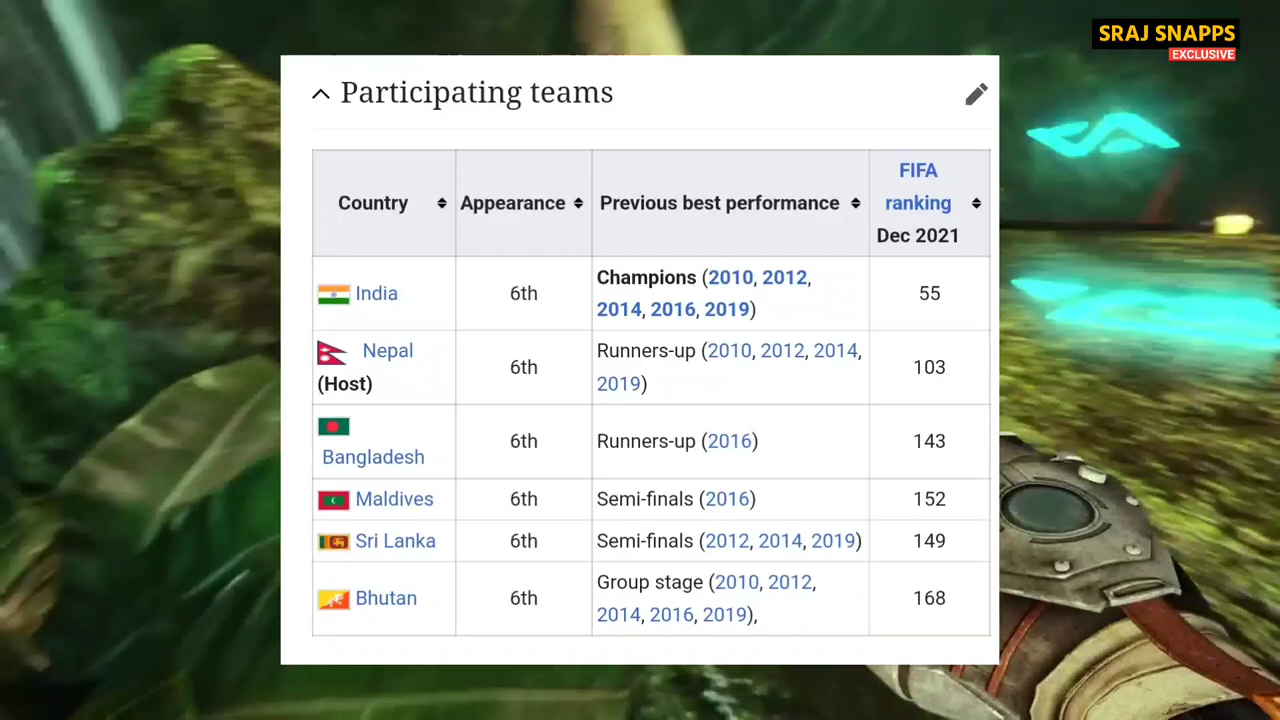 SRAJ SNAPPS
EXCLUSIVE
Participating teams
Country Appearance Previous best performance FIFA ranking Dec 2021
India 6th Champions (2010, 2012,
2014, 2016, 2019) 55
Nepal
(Host) 6th Runners-up (2010, 2012, 2014,
2019) 103
Bangladesh 6th Runners-up (2016) 143
Maldives 6th Semi-finals (2016) 152
Sri Lanka 6th Semi-finals (2012, 2014, 2019) 149
Bhutan 6th Group stage (2010, 2012,
2014, 2016, 2019), 168